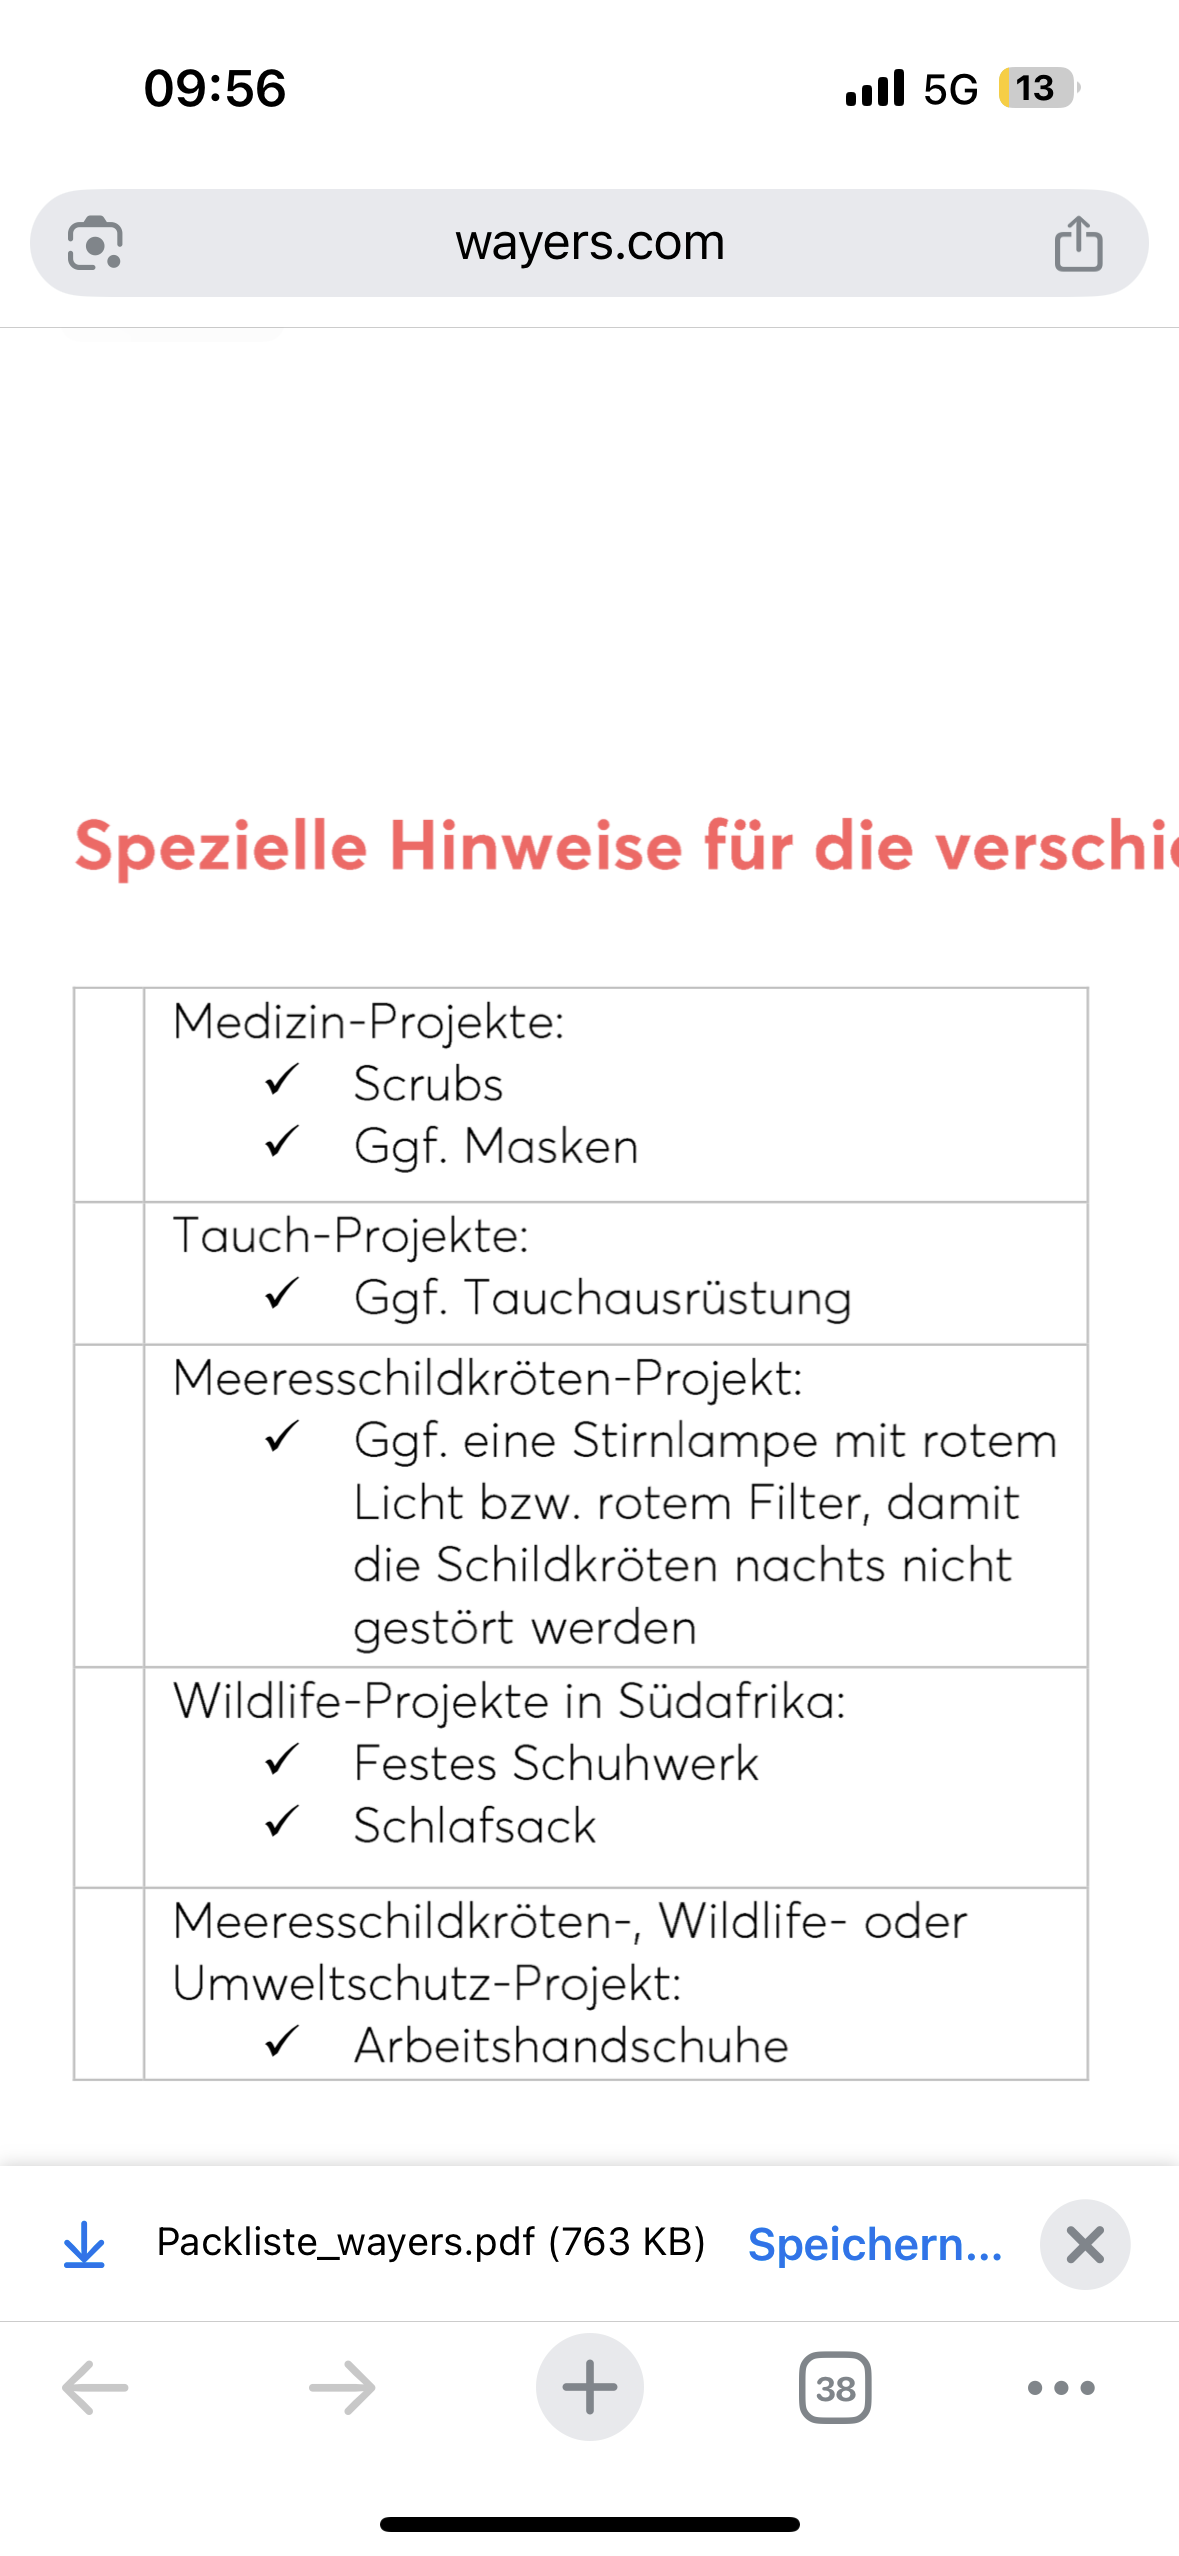 09:56
5G
13
wayers.com
Spezielle Hinweise für die verschie
Medizin-Projekte:
✓ Scrubs
✓ Ggf. Masken
Tauch-Projekte:
✓ Ggf. Tauchausrüstung
Meeresschildkröten-Projekt:
✓ Ggf. eine Stirnlampe mit rotem
Licht bzw. rotem Filter, damit
die Schildkröten nachts nicht
gestört werden
Wildlife-Projekte in Südafrika:
✓ Festes Schuhwerk
✓ Schlafsack
Meeresschildkröten-, Wildlife- oder
Umweltschutz-Projekt:
✓ Arbeitshandschuhe
Packliste_wayers.pdf (763 KB) Speichern...
38